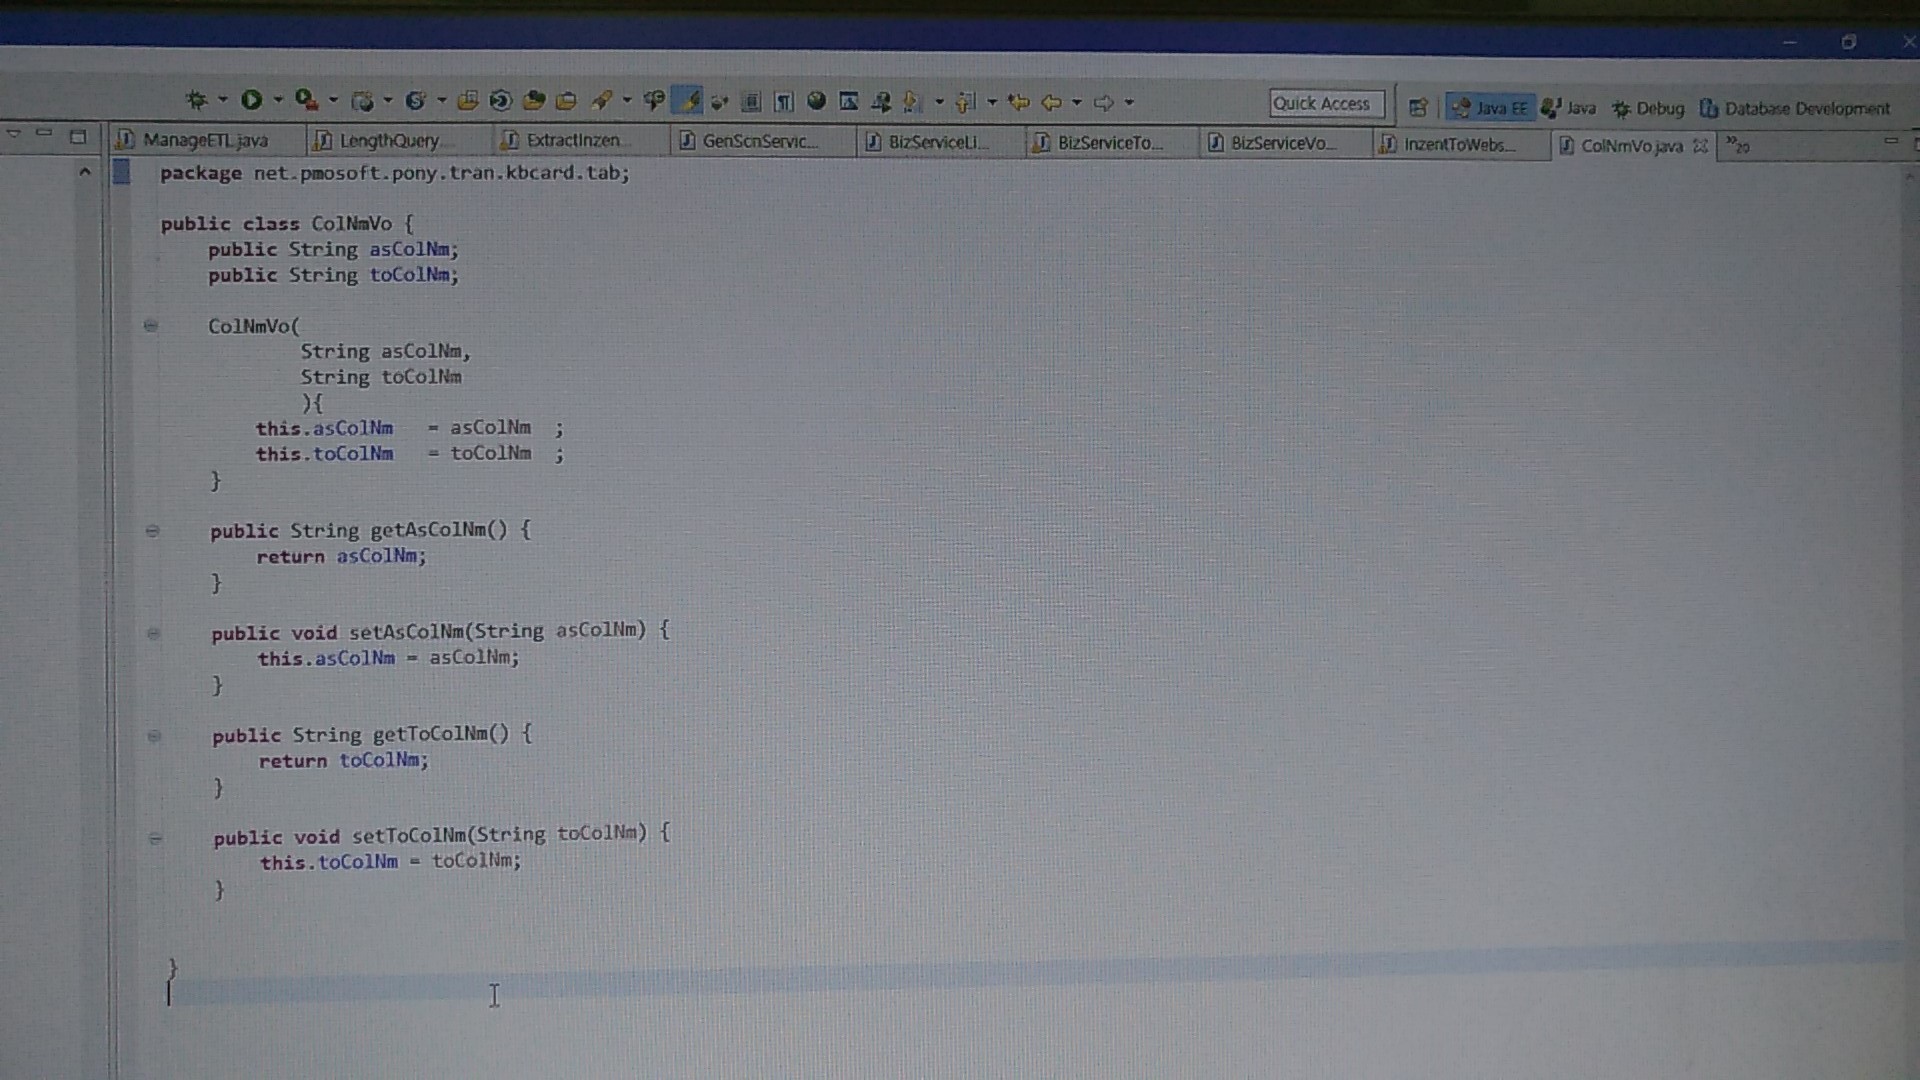 Quick Access
Java EE
Java
Debug
Database Development
ManageETL.java
LengthQuery...
ExtractInzen...
GenScnServic...
BizServiceLi...
BizServiceTo...
BizServiceVo...
InzentToWebs...
ColNmVo.java
»20
package net.pmosoft.pony.tran.kbcard.tab;
public class ColNmVo {
public String asColNm;
public String toColNm;
ColNmVo(
String asColNm,
String toColNm
){
this.asColNm = asColNm ;
this.toColNm = toColNm ;
}
public String getAsColNm() {
return asColNm;
}
public void setAsColNm(String asColNm) {
this.asColNm = asColNm;
}
public String getToColNm() {
return toColNm;
}
public void setToColNm(String toColNm) {
this.toColNm = toColNm;
}
}